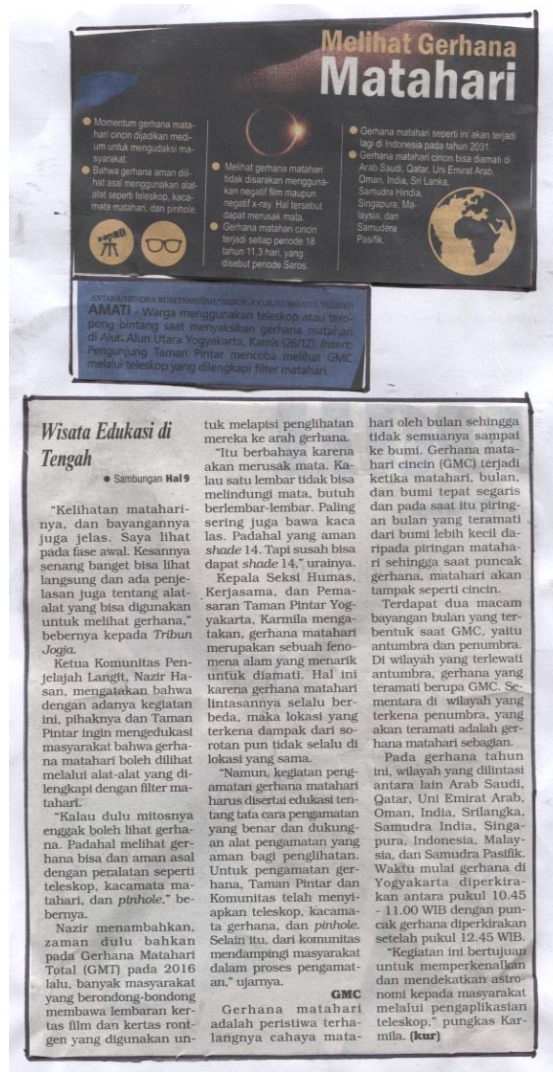 Melihat Gerhana
Matahari
Momentum gerhana mata-
hari cincin dijadikan medi-
um untuk mengudaksi ma-
syarakat.
Bahwa gerhana aman dili-
hat asal menggunakan alat-
alat seperti teleskop, kaca-
mata matahari, dan pinhole.
Melihat gerhana matahari
tidak disarankan mengguna-
kan negatif film maupun
negatif x-ray. Hal tersebut
dapat merusak mata.
Gerhana matahari cincin
terjadi setiap periode 18
tahun 11,3 hari, yang
disebut periode Saros.
Gerhana matahari seperti ini akan terjadi
lagi di Indonesia pada tahun 2031.
Gerhana matahari cincin bisa diamati di
Arab Saudi, Qatar, Uni Emirat Arab,
Oman, India, Sri Lanka,
Samudra Hindia,
Singapura, Ma-
laysia, dan
Samudera
Pasifik.
AMATI - Warga menggunakan teleskop atau tero-
pong bintang saat menyaksikan gerhana matahari
di Alun-Alun Utara Yogyakarta, Kamis (26/12). Insert:
Pengunjung Taman Pintar mencoba melihat GMC
melalui teleskop yang dilengkapi filter matahari.
Wisata Edukasi di
Tengah
● Sambungan Hal 9
"Kelihatan matahari-
nya, dan bayangannya
juga jelas. Saya lihat
pada fase awal. Kesannya
senang banget bisa lihat
langsung dan ada penje-
lasan juga tentang alat-
alat yang bisa digunakan
untuk melihat gerhana,"
bebernya kepada Tribun
Jogja.
Ketua Komunitas Pen-
jelajah Langit, Nazir Ha-
san, mengatakan bahwa
dengan adanya kegiatan
ini, pihaknya dan Taman
Pintar ingin mengedukasi
masyarakat bahwa gerha-
na matahari boleh dilihat
melalui alat-alat yang di-
lengkapi dengan filter ma-
tahari.
"Kalau dulu mitosnya
enggak boleh lihat gerha-
na. Padahal melihat ger-
hana bisa dan aman asal
dengan peralatan seperti
teleskop, kacamata ma-
tahari, dan pinhole," be-
bernya.
Nazir menambahkan,
zaman dulu bahkan
pada Gerhana Matahari
Total (GMT) pada 2016
lalu, banyak masyarakat
yang berondong-bondong
membawa lembaran ker-
tas film dan kertas ront-
gen yang digunakan un-
tuk melapisi penglihatan
mereka ke arah gerhana.
"Itu berbahaya karena
akan merusak mata. Ka-
lau satu lembar tidak bisa
melindungi mata, butuh
berlembar-lembar. Paling
sering juga bawa kaca
las. Padahal yang aman
shade 14. Tapi susah bisa
dapat shade 14," urainya.
Kepala Seksi Humas,
Kerjasama, dan Pema-
saran Taman Pintar Yog-
yakarta, Karmila menga-
takan, gerhana matahari
merupakan sebuah feno-
mena alam yang menarik
untuk diamati. Hal ini
karena gerhana matahari
lintasannya selalu ber-
beda, maka lokasi yang
terkena dampak dari so-
rotan pun tidak selalu di
lokasi yang sama.
"Namun, kegiatan peng-
amatan gerhana matahari
harus disertai edukasi ten-
tang tata cara pengamatan
yang benar dan dukung-
an alat pengamatan yang
aman bagi penglihatan.
Untuk pengamatan ger-
hana, Taman Pintar dan
Komunitas telah menyi-
apkan teleskop, kacama-
ta gerhana, dan pinhole.
Selain itu, dari komunitas
mendampingi masyarakat
dalam proses pengamat-
an," ujarnya.
GMC
Gerhana matahari
adalah peristiwa terha-
langnya cahaya mata-
hari oleh bulan sehingga
tidak semuanya sampai
ke bumi. Gerhana mata-
hari cincin (GMC) terjadi
ketika matahari, bulan,
dan bumi tepat segaris
dan pada saat itu piring-
an bulan yang teramati
dari bumi lebih kecil da-
ripada piringan mataha-
ri sehingga saat puncak
gerhana, matahari akan
tampak seperti cincin.
Terdapat dua macam
bayangan bulan yang ter-
bentuk saat GMC, yaitu
antumbra dan penumbra.
Di wilayah yang terlewati
antumbra, gerhana yang
teramati berupa GMC. Se-
mentara di wilayah yang
terkena penumbra, yang
akan teramati adalah ger-
hana matahari sebagian.
Pada gerhana tahun
ini, wilayah yang dilintasi
antara lain Arab Saudi,
Qatar, Uni Emirat Arab,
Oman, India, Srilangka,
Samudra India, Singa-
pura, Indonesia, Malay-
sia, dan Samudra Pasifik.
Waktu mulai gerhana di
Yogyakarta diperkira-
kan antara pukul 10.45
- 11.00 WIB dengan pun-
cak gerhana diperkirakan
setelah pukul 12.45 WIB.
"Kegiatan ini bertujuan
untuk memperkenalkan
dan mendekatkan astro-
nomi kepada masyarakat
melalui pengaplikasian
teleskop," pungkas Kar-
mila. (kur)